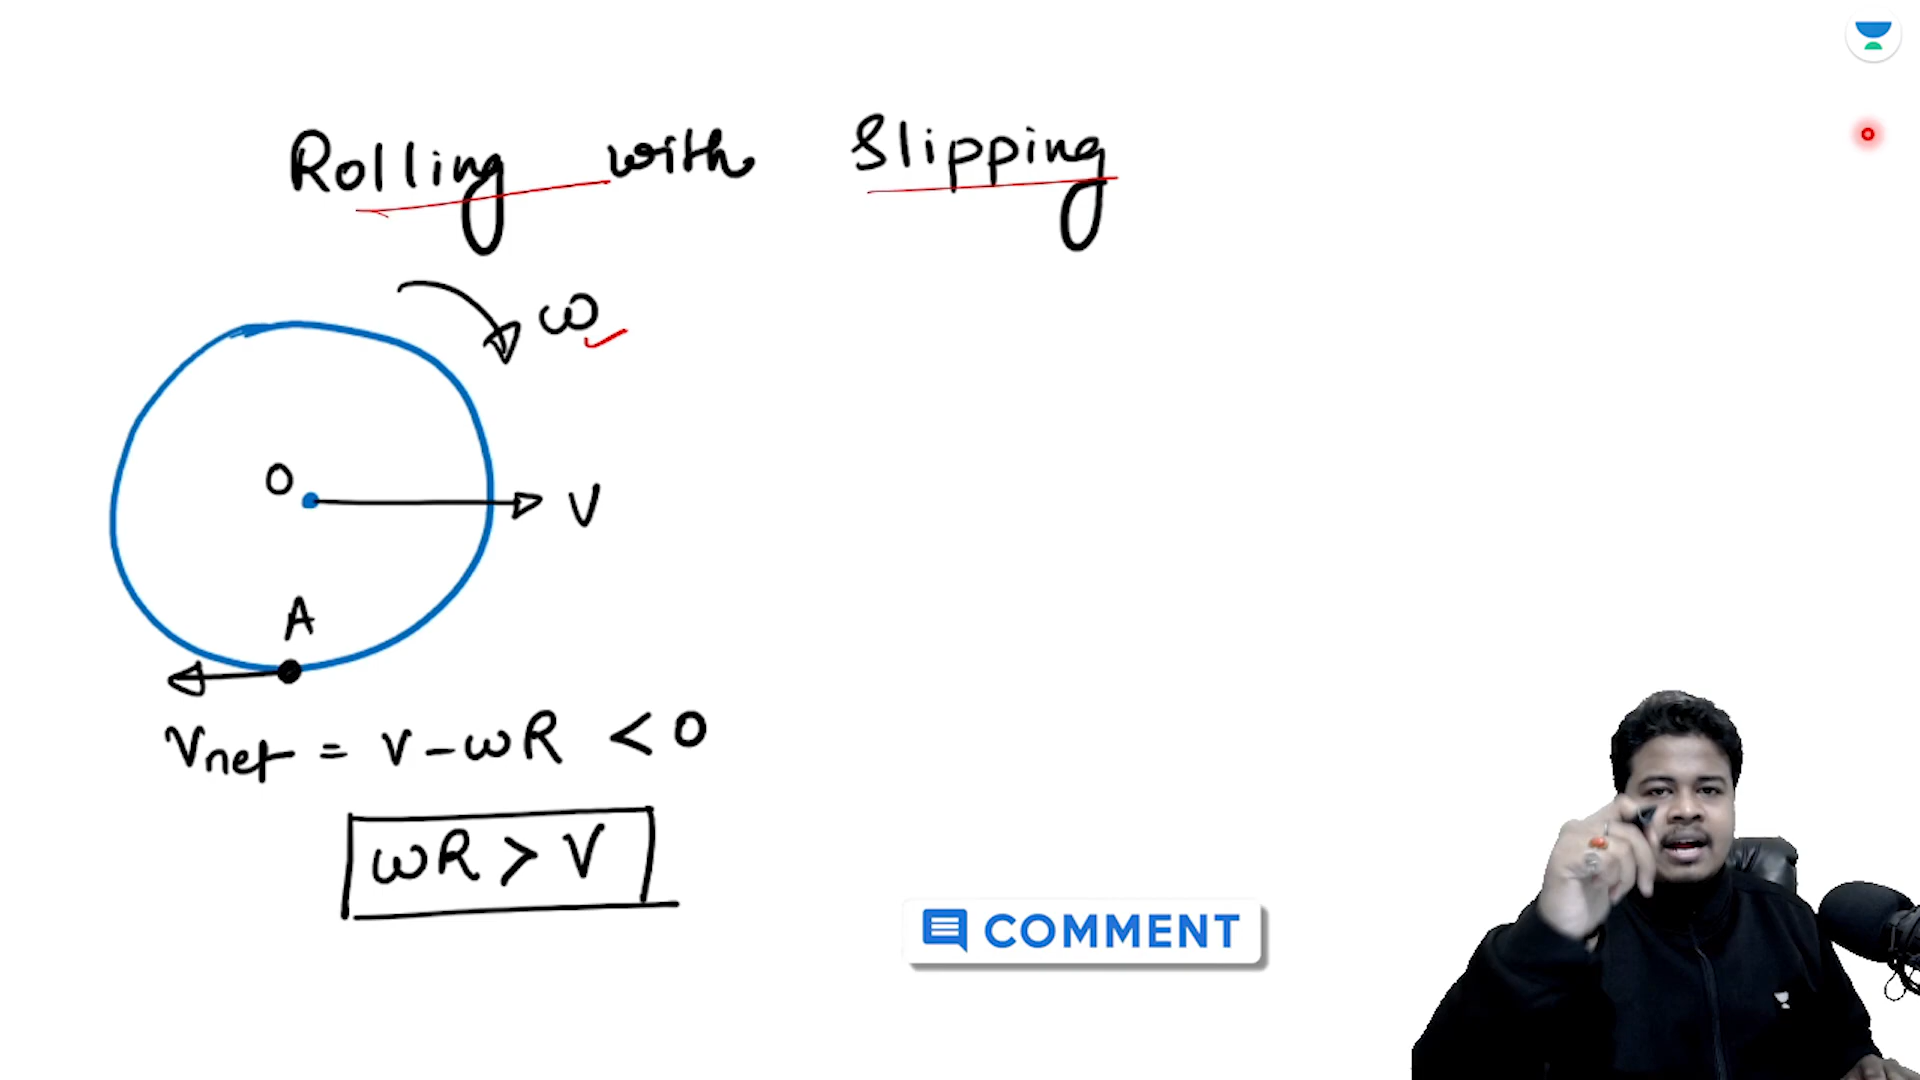 Rolling with Slipping
ω
O
V
A
Vnet = V - ωR < 0
ωR > V
COMMENT